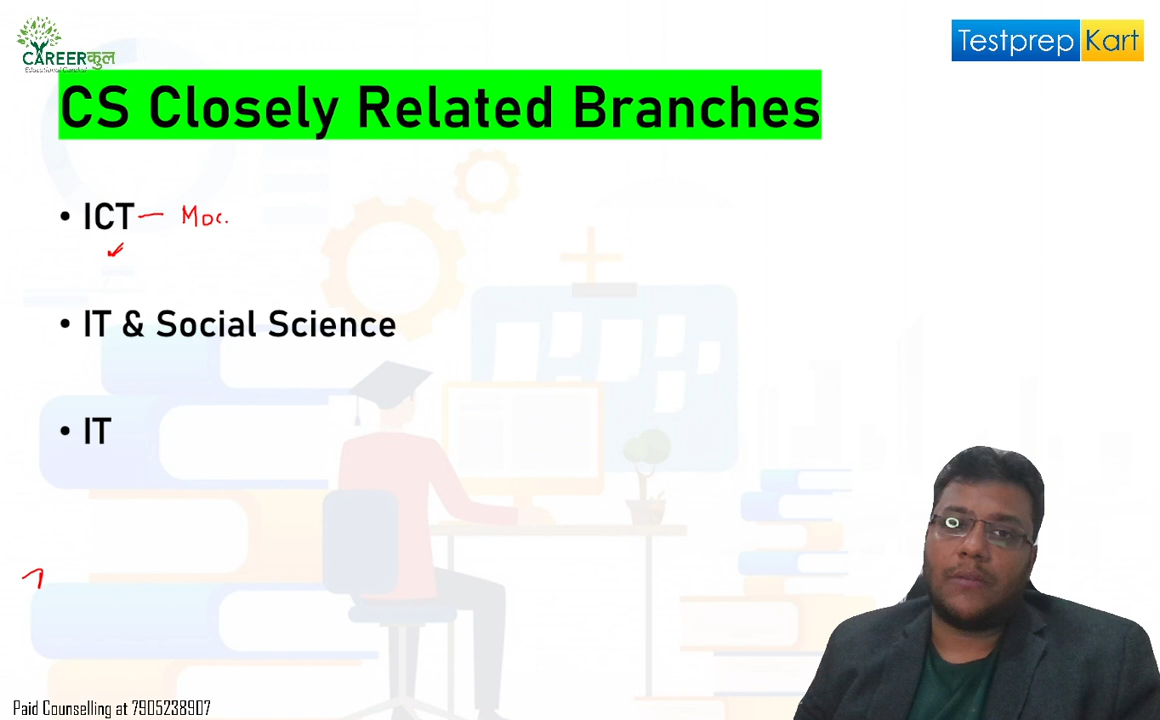 CAREERकुल
Testprep Kart
CS Closely Related Branches
• ICT — Moc.
• IT & Social Science
• IT
Paid Counselling at 7905238907